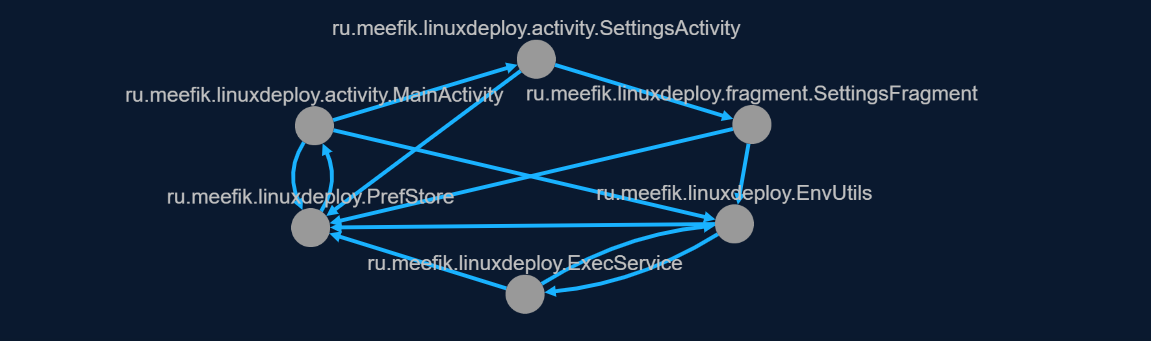 ru.meefik.linuxdeploy.activity.SettingsActivity
ru.meefik.linuxdeploy.activity.MainActivity
ru.meefik.linuxdeploy.fragment.SettingsFragment
ru.meefik.linuxdeploy.PrefStore
ru.meefik.linuxdeploy.EnvUtils
ru.meefik.linuxdeploy.ExecService